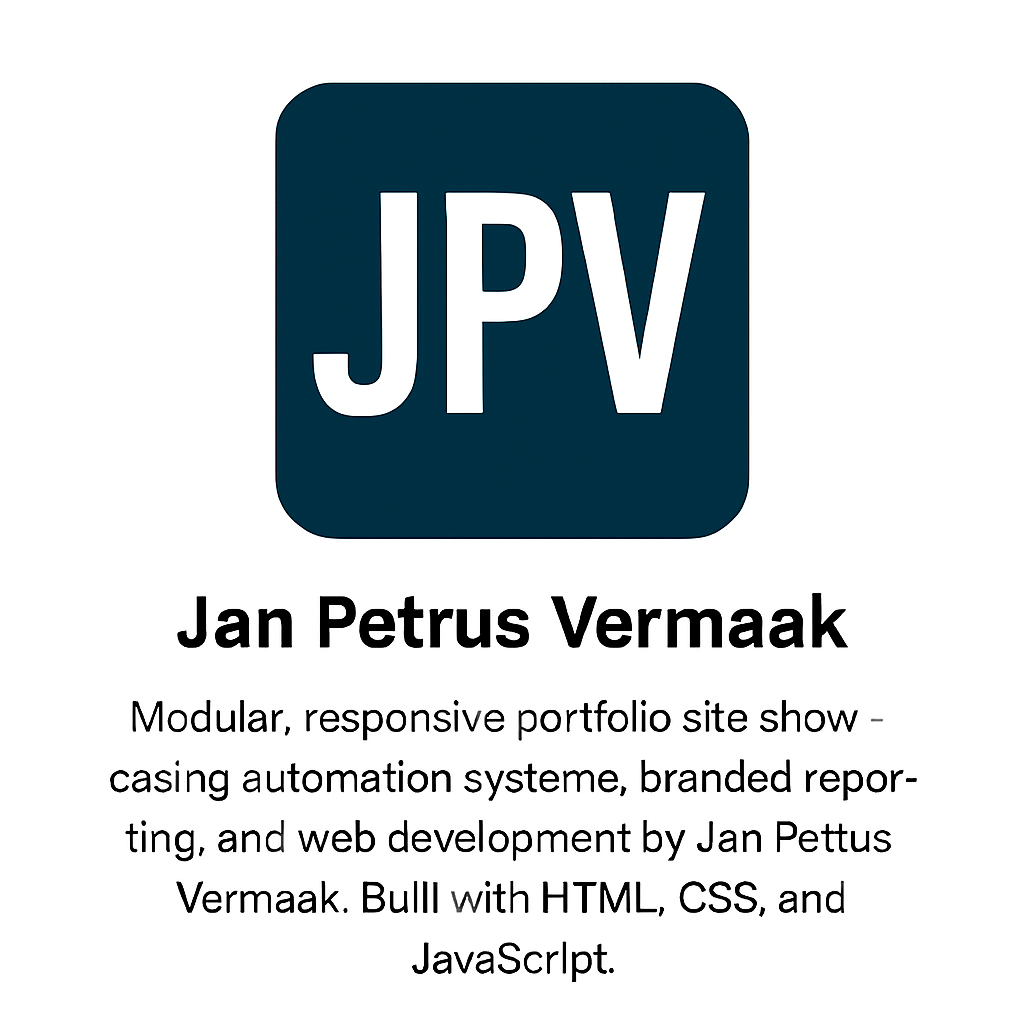 JPV
Jan Petrus Vermaak
Modular, responsive portfolio site show -
casing automation systeme, branded repor-
ting, and web development by Jan Pettus
Vermaak. Bulll with HTML, CSS, and
JavaScrlpt.